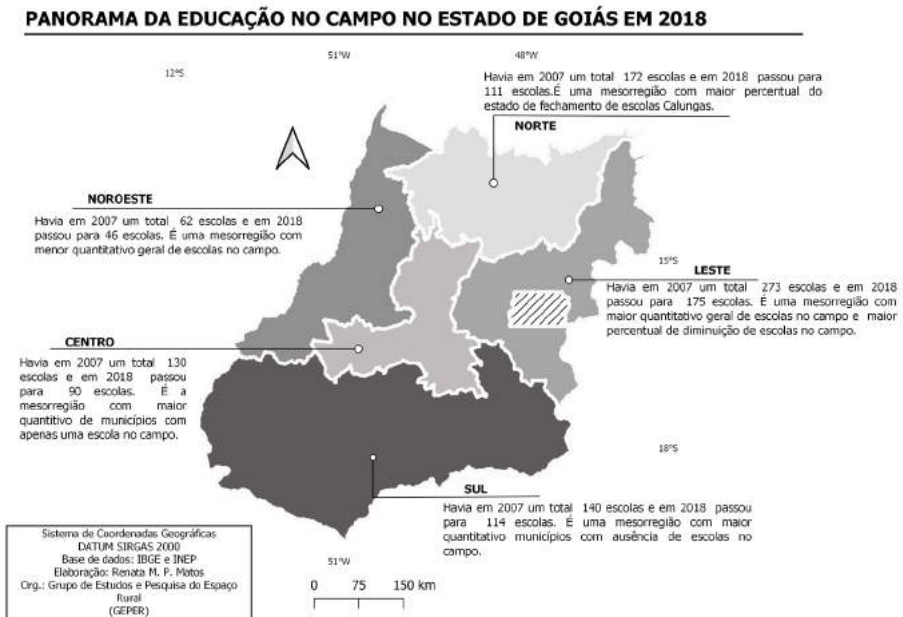 PANORAMA DA EDUCAÇÃO NO CAMPO NO ESTADO DE GOIÁS EM 2018
51°W
48°W
12°S
Havia em 2007 um total 172 escolas e em 2018 passou para
111 escolas.É uma mesorregião com maior percentual do
estado de fechamento de escolas Calungas.
NORTE
NOROESTE
Havia em 2007 um total 62 escolas e em 2018
passou para 46 escolas. É uma mesorregião com
menor quantitativo geral de escolas no campo.
15°S
LESTE
Havia em 2007 um total 273 escolas e em 2018
passou para 175 escolas. É uma mesorregião com
maior quantitativo geral de escolas no campo e maior
percentual de diminuição de escolas no campo.
CENTRO
Havia em 2007 um total 130
escolas e em 2018 passou
para 90 escolas. É a
mesorregião com maior
quantitivo de municípios com
apenas uma escola no campo.
18°S
SUL
Havia em 2007 um total 140 escolas e em 2018 passou
para 114 escolas. É uma mesorregião com maior
quantitativo municípios com ausência de escolas no
campo.
Sistema de Coordenadas Geográficas
DATUM SIRGAS 2000
Base de dados: IBGE e INEP
Elaboração: Renata M. P. Matos
Org.: Grupo de Estudos e Pesquisa do Espaço
Rural
(GEPER)
51°W
0 75 150 km